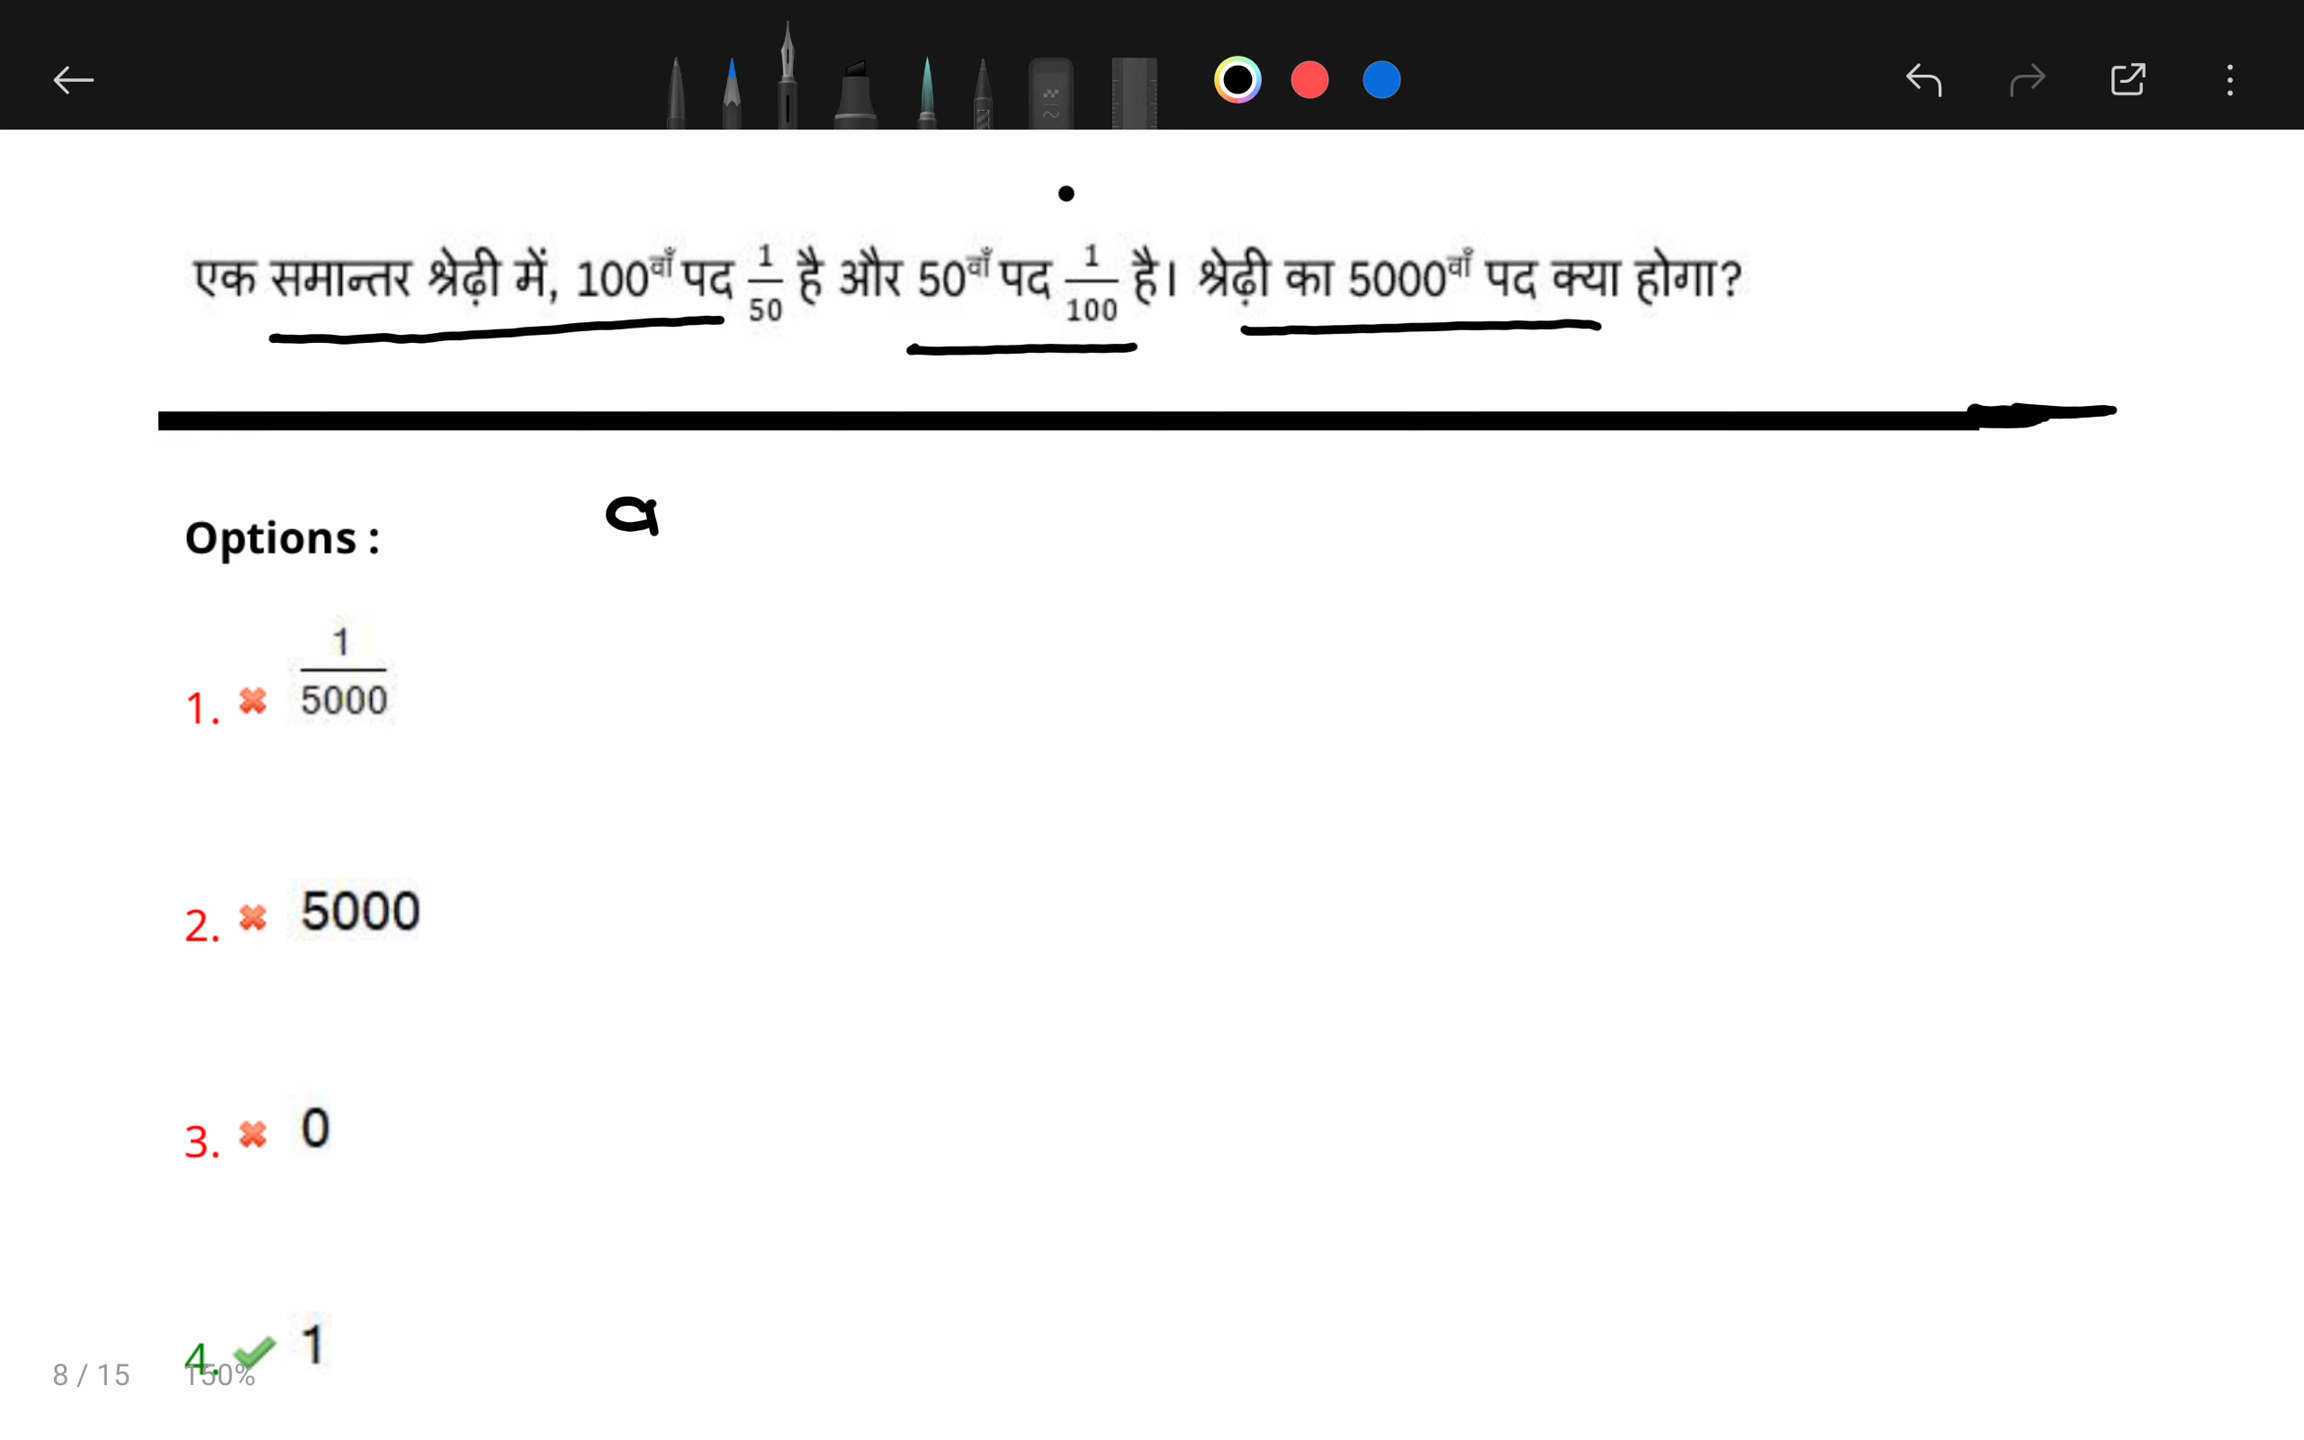 एक समान्तर श्रेढ़ी में, 100वाँ पद 1/50 है और 50वाँ पद 1/100 है। श्रेढ़ी का 5000वाँ पद क्या होगा?
a
Options :
1. ✖ 1/5000
2. ✖ 5000
3. ✖ 0
4. ✔ 1
8 / 15 150%